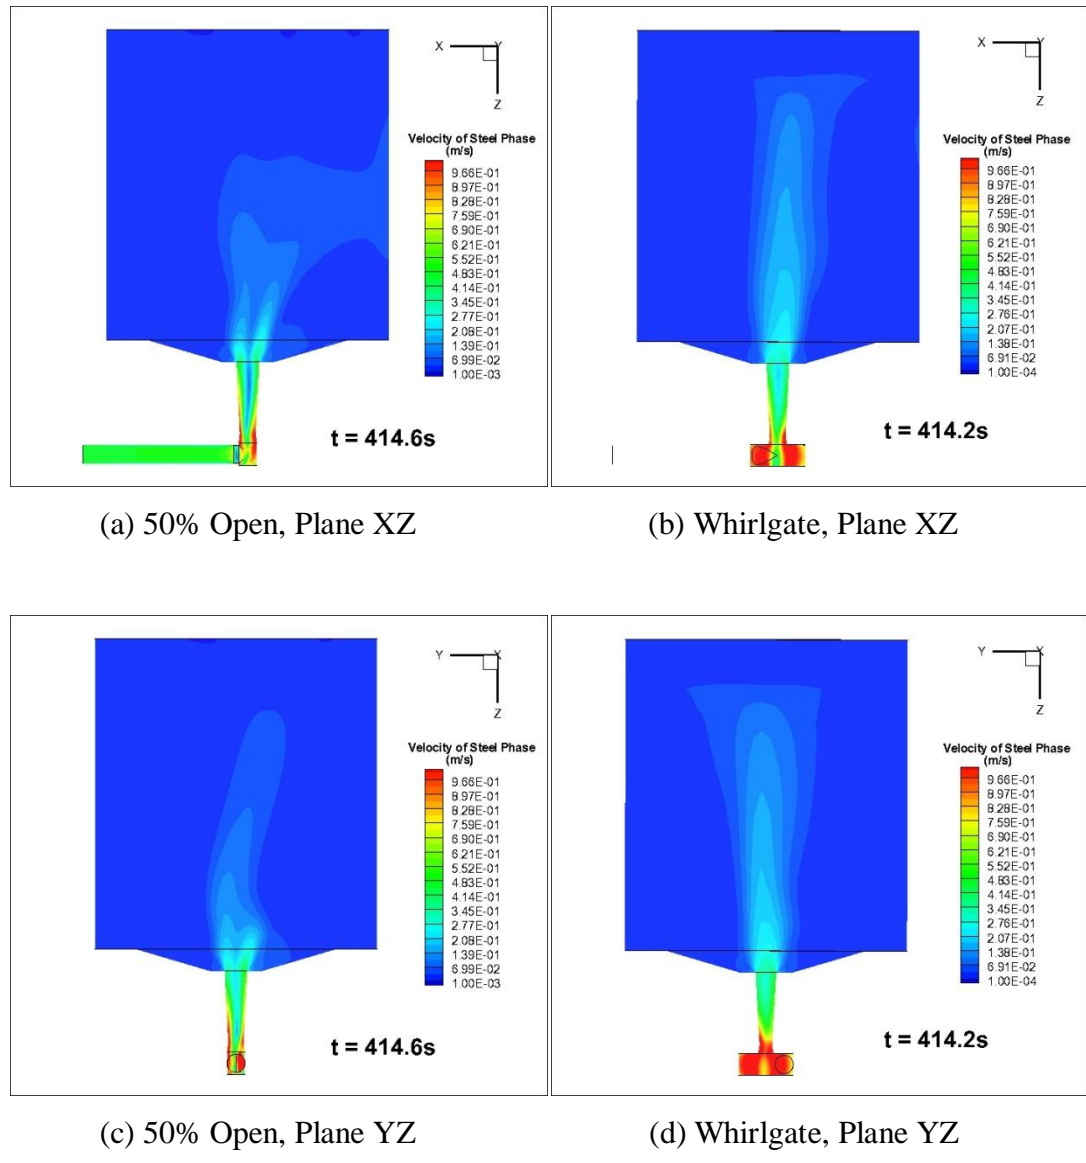 X Y
Z
Velocity of Steel Phase
(m/s)
9.66E-01
8.97E-01
8.28E-01
7.59E-01
6.90E-01
6.21E-01
5.52E-01
4.83E-01
4.14E-01
3.45E-01
2.77E-01
2.08E-01
1.39E-01
6.99E-02
1.00E-03
t = 414.6s
X Y
Z
Velocity of Steel Phase
(m/s)
9.66E-01
8.97E-01
8.28E-01
7.59E-01
6.90E-01
6.21E-01
5.52E-01
4.83E-01
4.14E-01
3.45E-01
2.76E-01
2.07E-01
1.38E-01
6.91E-02
1.00E-04
t = 414.2s
(a) 50% Open, Plane XZ
(b) Whirlgate, Plane XZ
Y X
Z
Velocity of Steel Phase
(m/s)
9.66E-01
8.97E-01
8.28E-01
7.59E-01
6.90E-01
6.21E-01
5.52E-01
4.83E-01
4.14E-01
3.45E-01
2.77E-01
2.08E-01
1.39E-01
6.99E-02
1.00E-03
t = 414.6s
Y X
Z
Velocity of Steel Phase
(m/s)
9.66E-01
8.97E-01
8.28E-01
7.59E-01
6.90E-01
6.21E-01
5.52E-01
4.83E-01
4.14E-01
3.45E-01
2.76E-01
2.07E-01
1.38E-01
6.91E-02
1.00E-04
t = 414.2s
(c) 50% Open, Plane YZ
(d) Whirlgate, Plane YZ